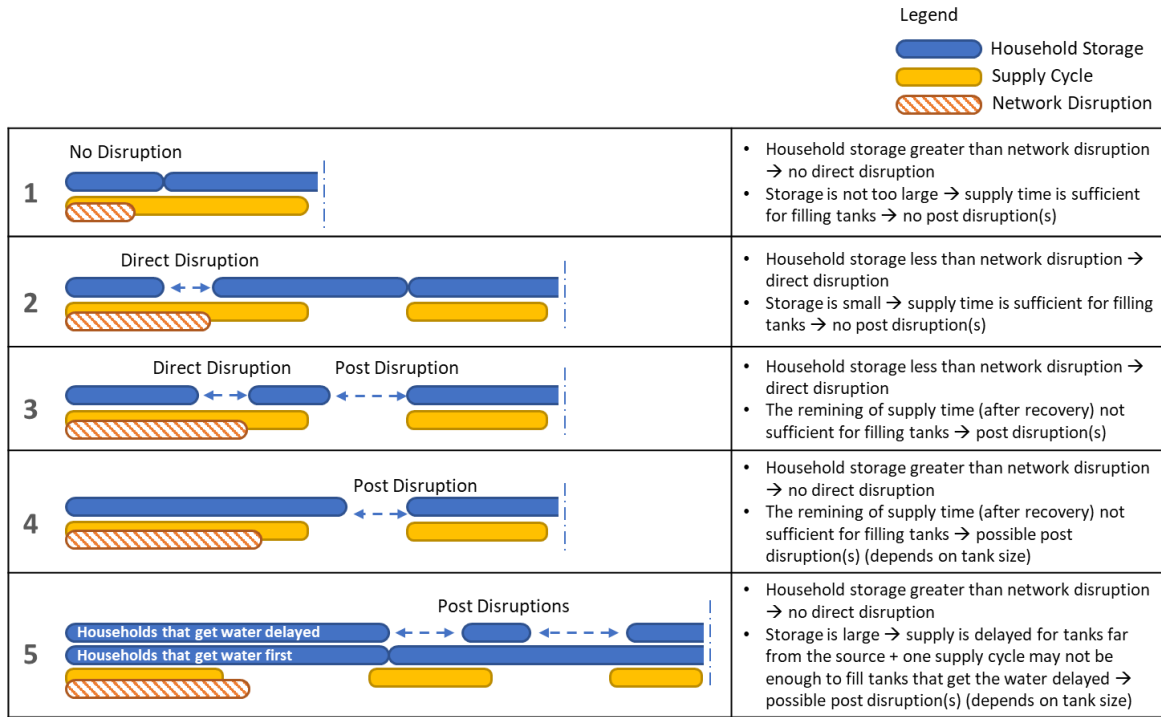 Legend
Household Storage
Supply Cycle
Network Disruption
1
No Disruption
• Household storage greater than network disruption
→ no direct disruption
• Storage is not too large → supply time is sufficient
for filling tanks → no post disruption(s)
2
Direct Disruption
• Household storage less than network disruption →
direct disruption
• Storage is small → supply time is sufficient for filling
tanks → no post disruption(s)
3
Direct Disruption
Post Disruption
• Household storage less than network disruption →
direct disruption
• The remining of supply time (after recovery) not
sufficient for filling tanks → post disruption(s)
4
Post Disruption
• Household storage greater than network disruption
→ no direct disruption
• The remining of supply time (after recovery) not
sufficient for filling tanks → possible post
disruption(s) (depends on tank size)
5
Post Disruptions
Households that get water delayed
Households that get water first
• Household storage greater than network disruption
→ no direct disruption
• Storage is large → supply is delayed for tanks far
from the source + one supply cycle may not be
enough to fill tanks that get the water delayed →
possible post disruption(s) (depends on tank size)